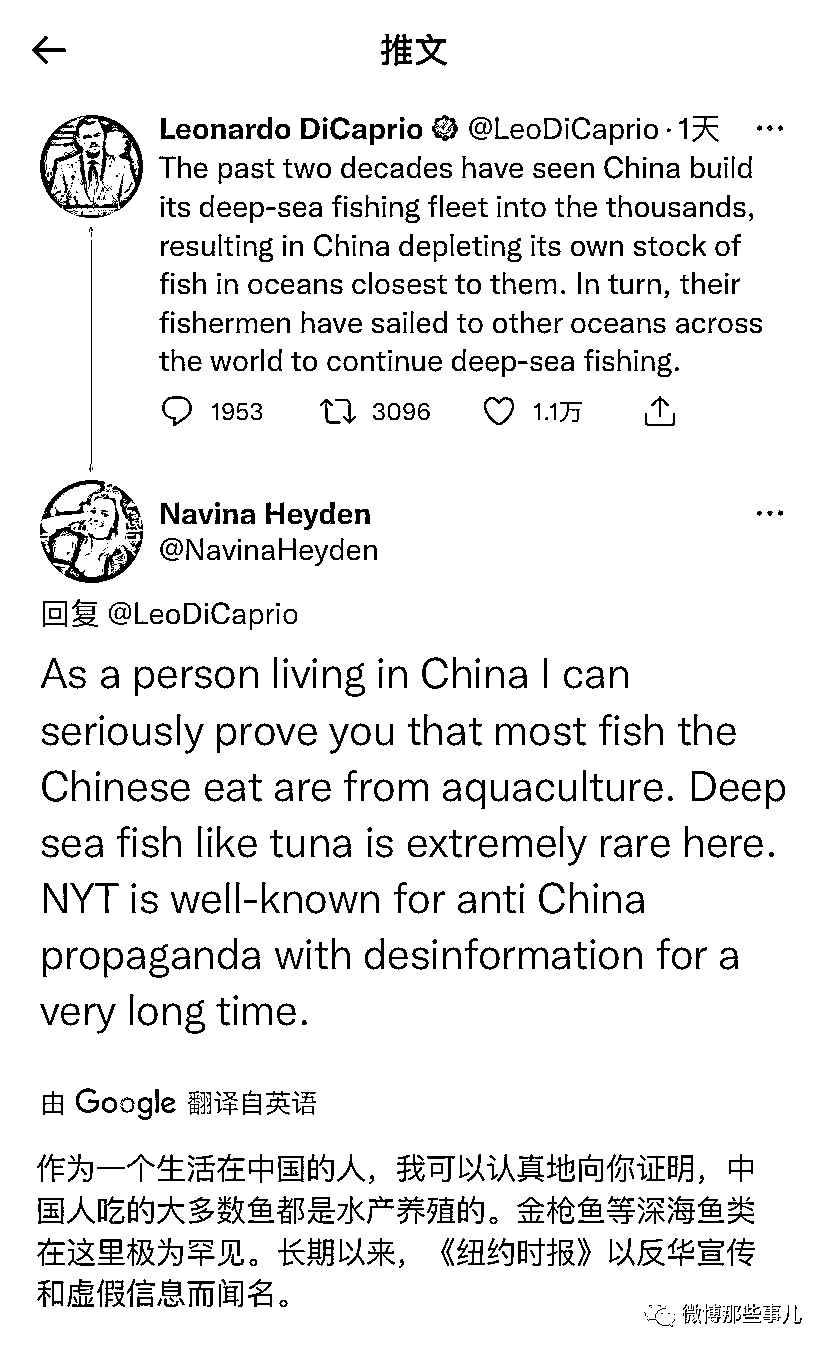 推文
Leonardo DiCaprio @LeoDiCaprio · 1天
The past two decades have seen China build
its deep-sea fishing fleet into the thousands,
resulting in China depleting its own stock of
fish in oceans closest to them. In turn, their
fishermen have sailed to other oceans across
the world to continue deep-sea fishing.
1953 3096 1.1万
Navina Heyden
@NavinaHeyden
回复 @LeoDiCaprio
As a person living in China I can
seriously prove you that most fish the
Chinese eat are from aquaculture. Deep
sea fish like tuna is extremely rare here.
NYT is well-known for anti China
propaganda with desinformation for a
very long time.
由 Google 翻译自英语
作为一个生活在中国的人，我可以认真地向你证明，中
国人吃的大多数鱼都是水产养殖的。金枪鱼等深海鱼类
在这里极为罕见。长期以来，《纽约时报》以反华宣传
和虚假信息而闻名。
微博那些事儿